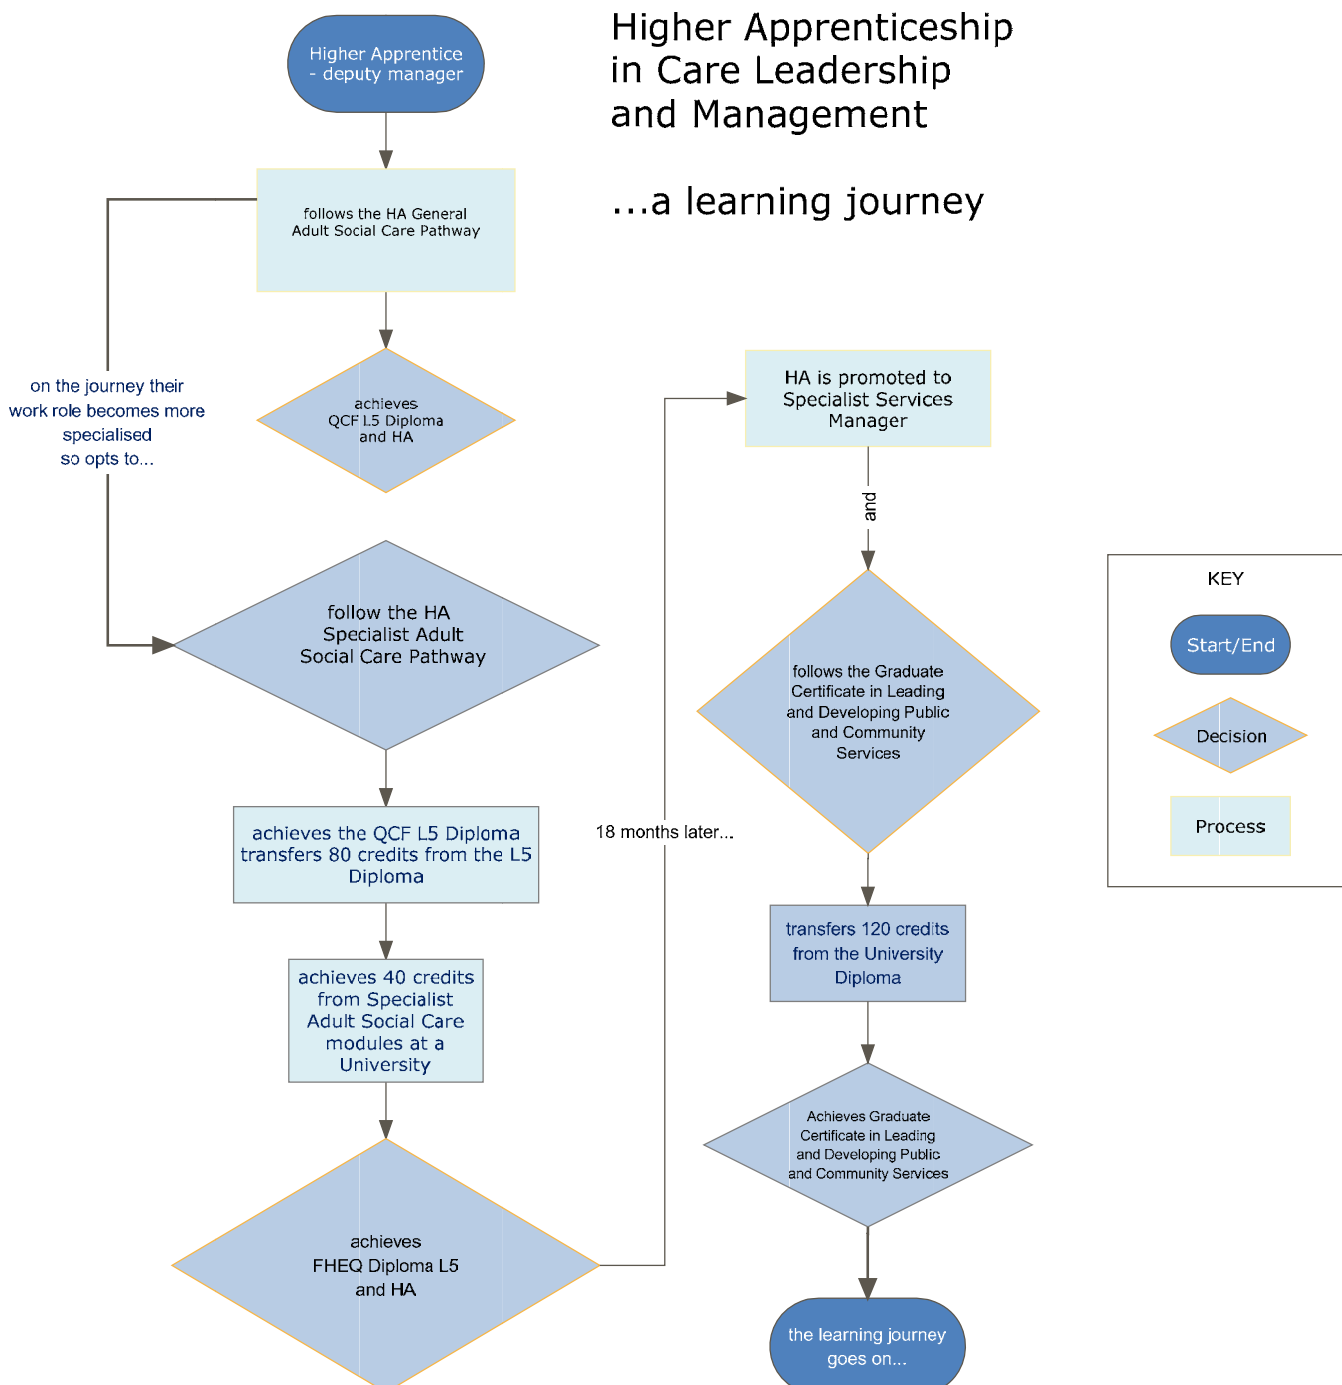 Higher Apprenticeship
in Care Leadership
and Management
...a learning journey
Higher Apprentice
- deputy manager
follows the HA General
Adult Social Care Pathway
on the journey their
work role becomes more
specialised
so opts to...
achieves
QCF L5 Diploma
and HA
follow the HA
Specialist Adult
Social Care Pathway
achieves the QCF L5 Diploma
transfers 80 credits from the L5
Diploma
achieves 40 credits
from Specialist
Adult Social Care
modules at a
University
achieves
FHEQ Diploma L5
and HA
18 months later...
HA is promoted to
Specialist Services
Manager
and
follows the Graduate
Certificate in Leading
and Developing Public
and Community
Services
transfers 120 credits
from the University
Diploma
Achieves Graduate
Certificate in Leading
and Developing Public
and Community Services
the learning journey
goes on...
KEY
Start/End
Decision
Process